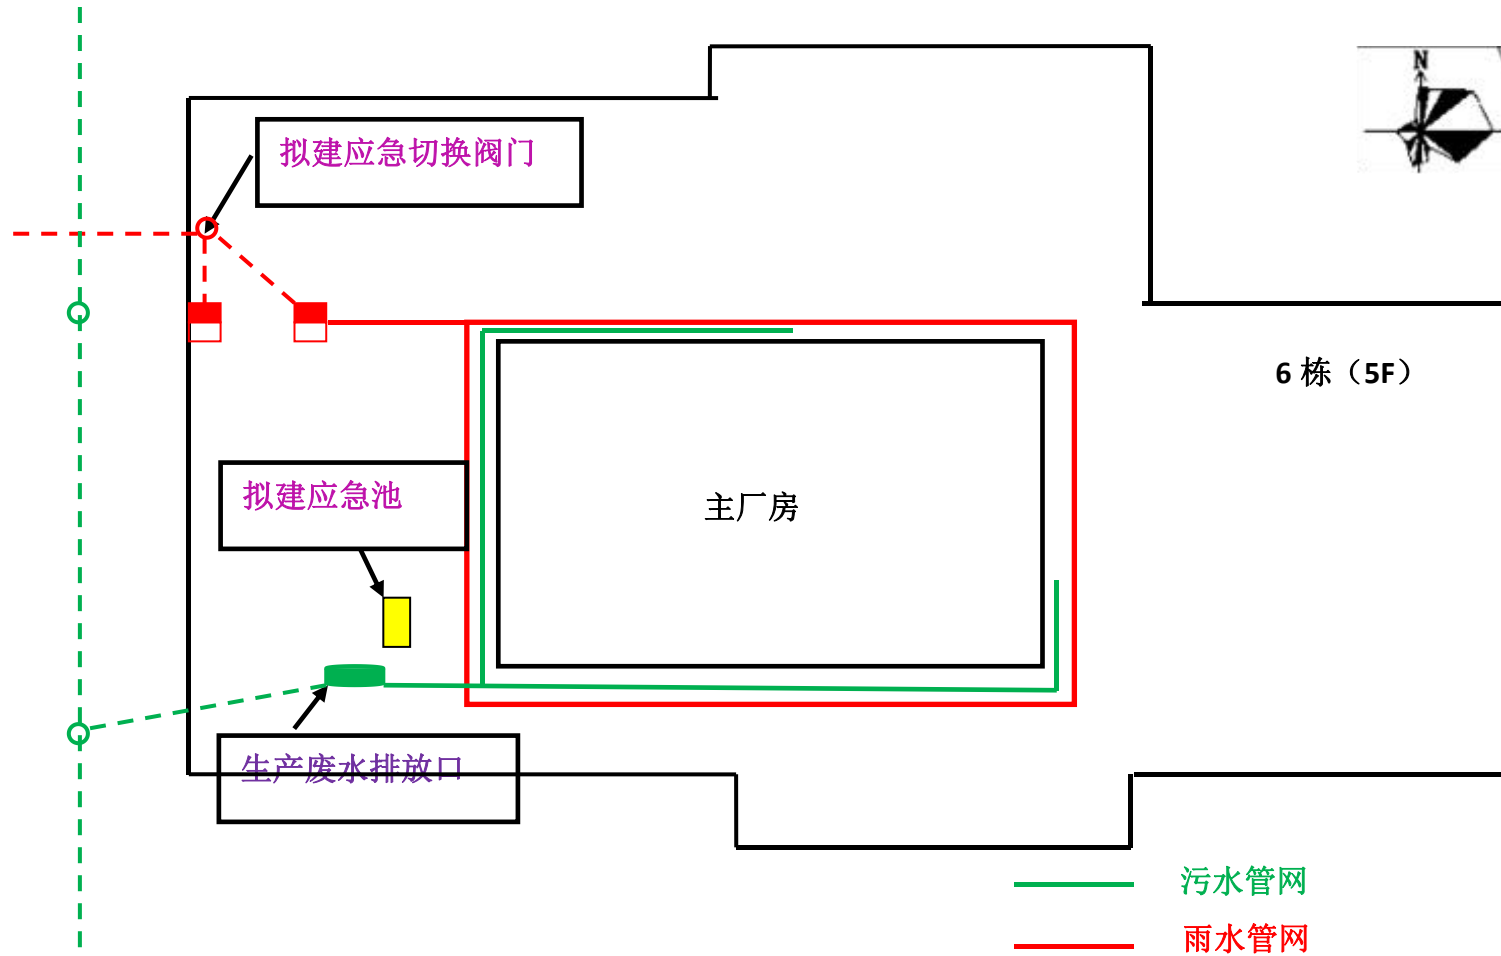 N
拟建应急切换阀门
6 栋（5F）
拟建应急池
主厂房
生产废水排放口
污水管网
雨水管网